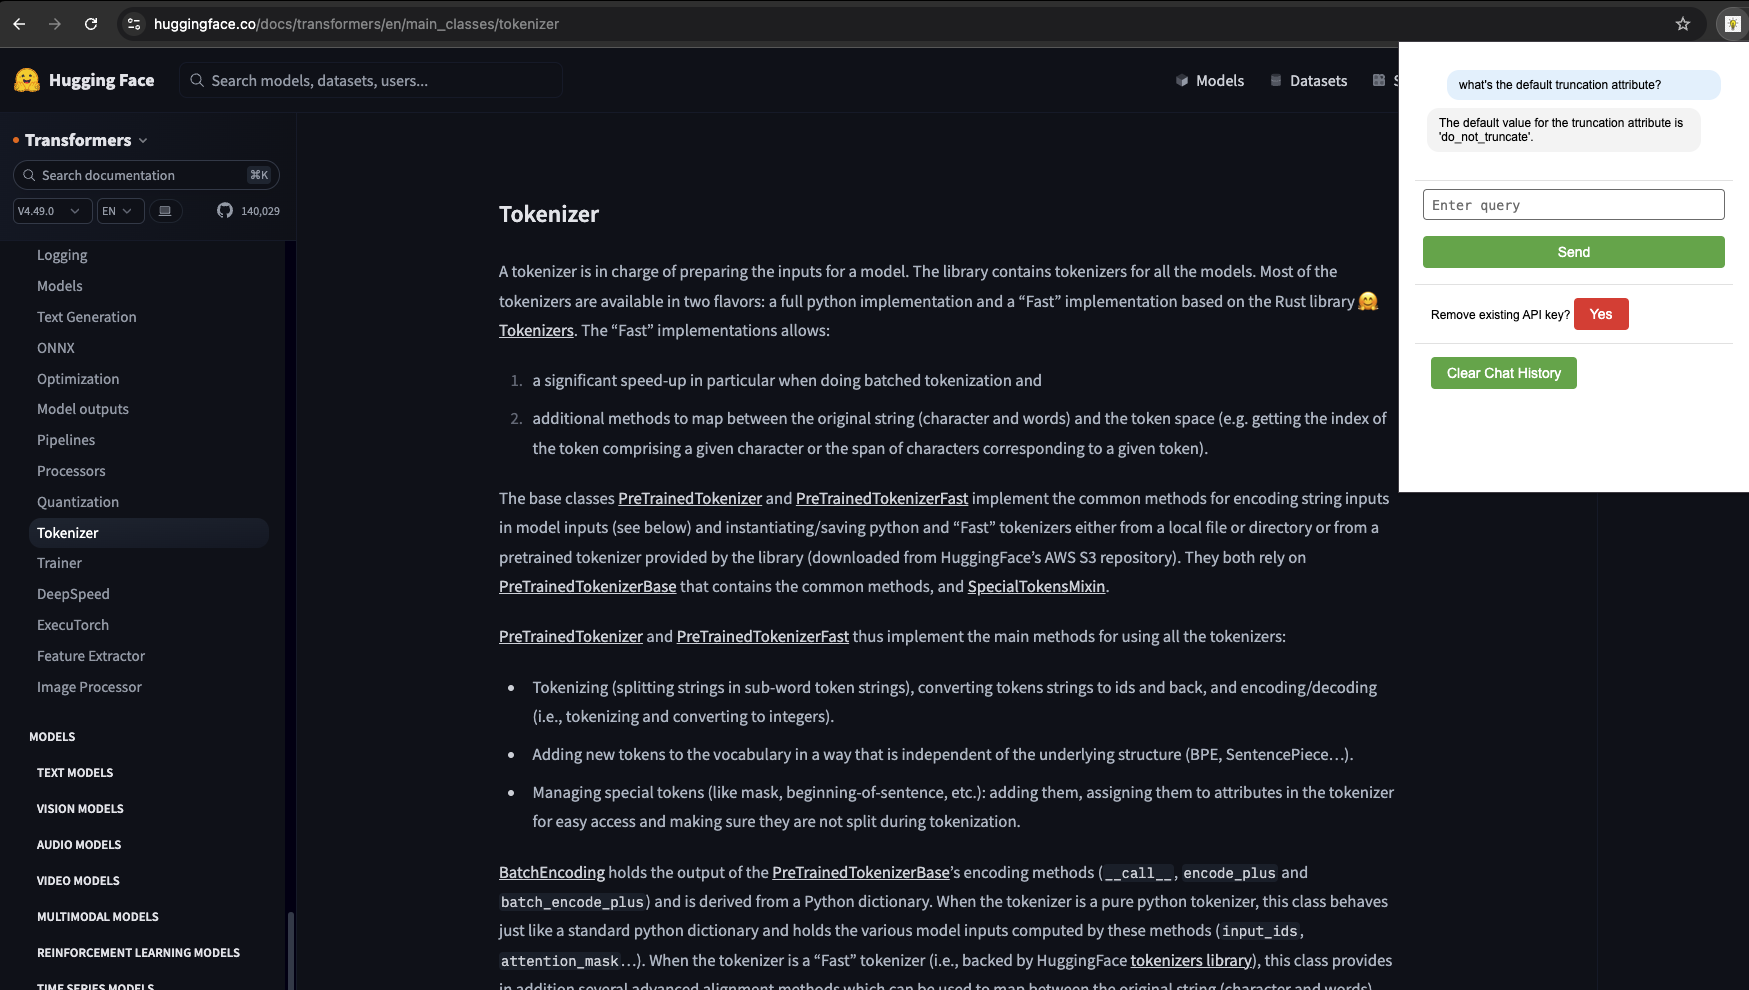 huggingface.co/docs/transformers/en/main_classes/tokenizer
Hugging Face
Search models, datasets, users...
Models
Datasets
Transformers
Search documentation
⌘K
V4.49.0
EN
140,029
Logging
Models
Text Generation
ONNX
Optimization
Model outputs
Pipelines
Processors
Quantization
Tokenizer
Trainer
DeepSpeed
ExecuTorch
Feature Extractor
Image Processor
MODELS
TEXT MODELS
VISION MODELS
AUDIO MODELS
VIDEO MODELS
MULTIMODAL MODELS
REINFORCEMENT LEARNING MODELS
TIME SERIES MODELS
Tokenizer
A tokenizer is in charge of preparing the inputs for a model. The library contains tokenizers for all the models. Most of the
tokenizers are available in two flavors: a full python implementation and a “Fast” implementation based on the Rust library 🤗
Tokenizers. The “Fast” implementations allows:
1. a significant speed-up in particular when doing batched tokenization and
2. additional methods to map between the original string (character and words) and the token space (e.g. getting the index of
the token comprising a given character or the span of characters corresponding to a given token).
The base classes PreTrainedTokenizer and PreTrainedTokenizerFast implement the common methods for encoding string inputs
in model inputs (see below) and instantiating/saving python and “Fast” tokenizers either from a local file or directory or from a
pretrained tokenizer provided by the library (downloaded from HuggingFace’s AWS S3 repository). They both rely on
PreTrainedTokenizerBase that contains the common methods, and SpecialTokensMixin.
PreTrainedTokenizer and PreTrainedTokenizerFast thus implement the main methods for using all the tokenizers:
• Tokenizing (splitting strings in sub-word token strings), converting tokens strings to ids and back, and encoding/decoding
(i.e., tokenizing and converting to integers).
• Adding new tokens to the vocabulary in a way that is independent of the underlying structure (BPE, SentencePiece…).
• Managing special tokens (like mask, beginning-of-sentence, etc.): adding them, assigning them to attributes in the tokenizer
for easy access and making sure they are not split during tokenization.
BatchEncoding holds the output of the PreTrainedTokenizerBase’s encoding methods (__call__, encode_plus and
batch_encode_plus) and is derived from a Python dictionary. When the tokenizer is a pure python tokenizer, this class behaves
just like a standard python dictionary and holds the various model inputs computed by these methods (input_ids,
attention_mask…). When the tokenizer is a “Fast” tokenizer (i.e., backed by HuggingFace tokenizers library), this class provides
in addition several advanced alignment methods which can be used to map between the original string (character and words)
what's the default truncation attribute?
The default value for the truncation attribute is
'do_not_truncate'.
Enter query
Send
Remove existing API key?
Yes
Clear Chat History